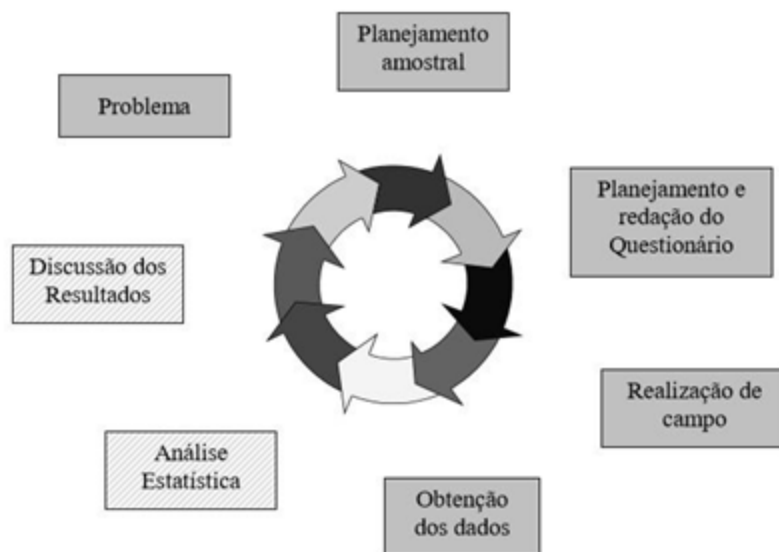 Planejamento
amostral
Problema
Planejamento e
redação do
Questionário
Discussão dos
Resultados
Realização de
campo
Análise
Estatística
Obtenção
dos dados